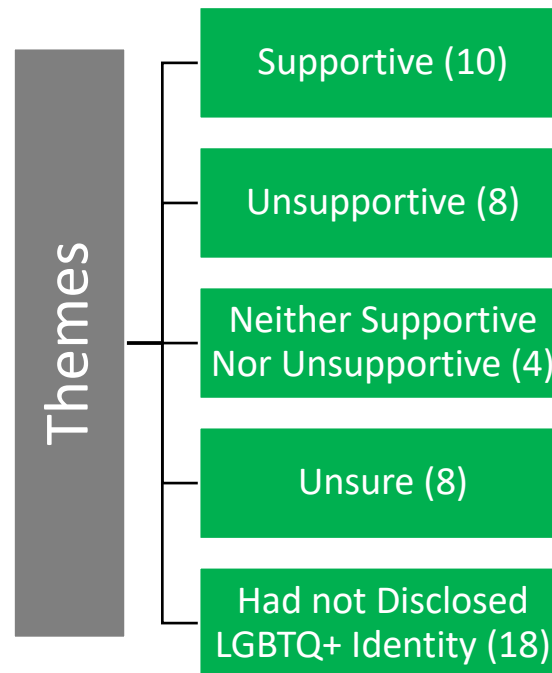 Themes
Supportive (10)
Unsupportive (8)
Neither Supportive
Nor Unsupportive (4)
Unsure (8)
Had not Disclosed
LGBTQ+ Identity (18)